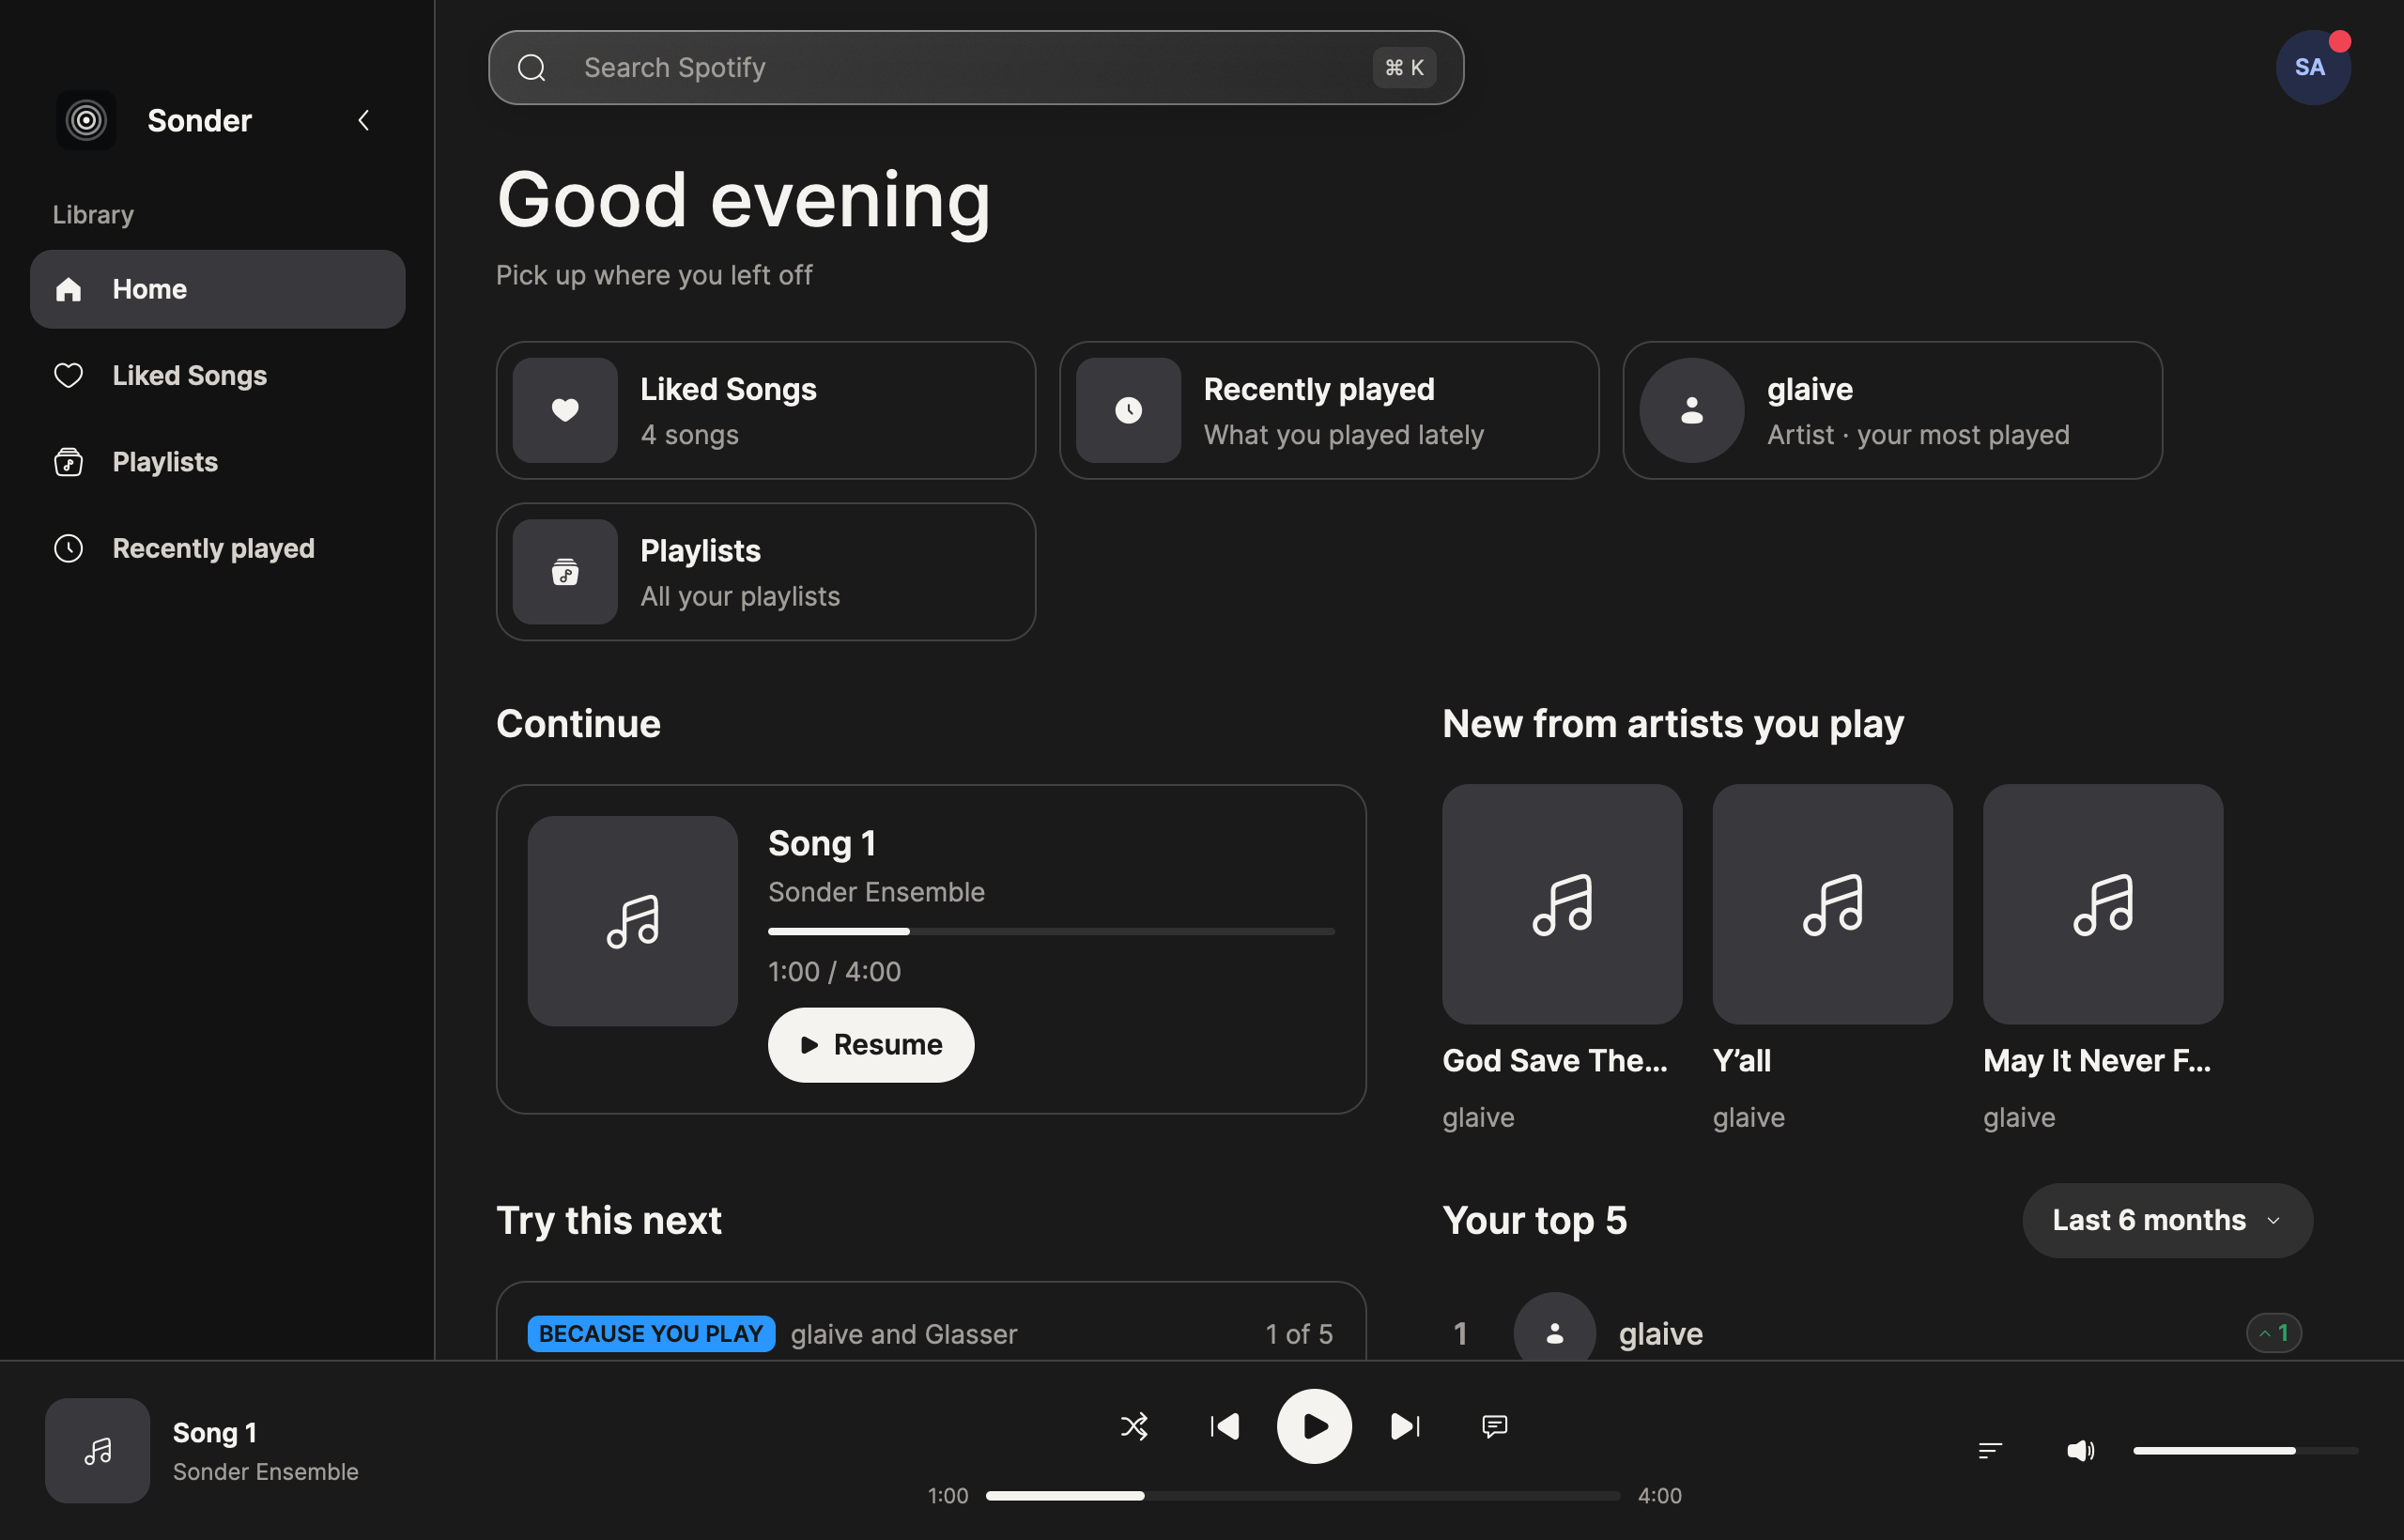 Sonder
Library
Home
Liked Songs
Playlists
Recently played
Search Spotify
⌘ K
SA
Good evening
Pick up where you left off
Liked Songs
4 songs
Recently played
What you played lately
glaive
Artist · your most played
Playlists
All your playlists
Continue
Song 1
Sonder Ensemble
1:00 / 4:00
Resume
New from artists you play
God Save The...
glaive
Y’all
glaive
May It Never F...
glaive
Try this next
BECAUSE YOU PLAY glaive and Glasser 1 of 5
Your top 5
Last 6 months
1 glaive 1
Song 1
Sonder Ensemble
1:00 4:00